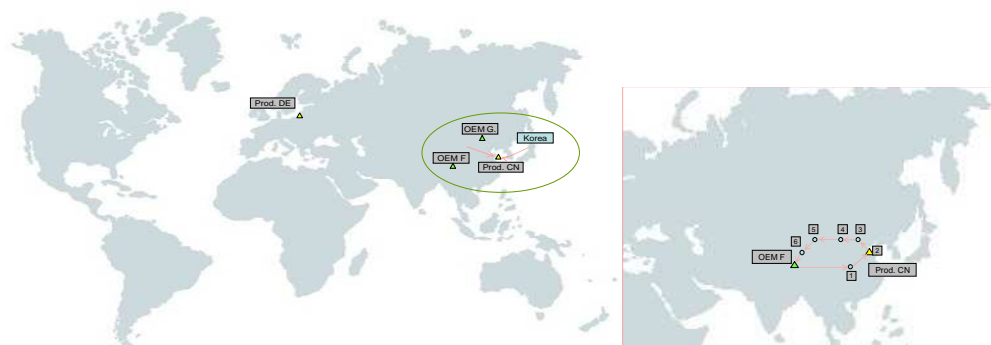 Prod. DE
OEM G.
Korea
OEM F
Prod. CN
5
4
3
6
2
OEM F
Prod. CN
1